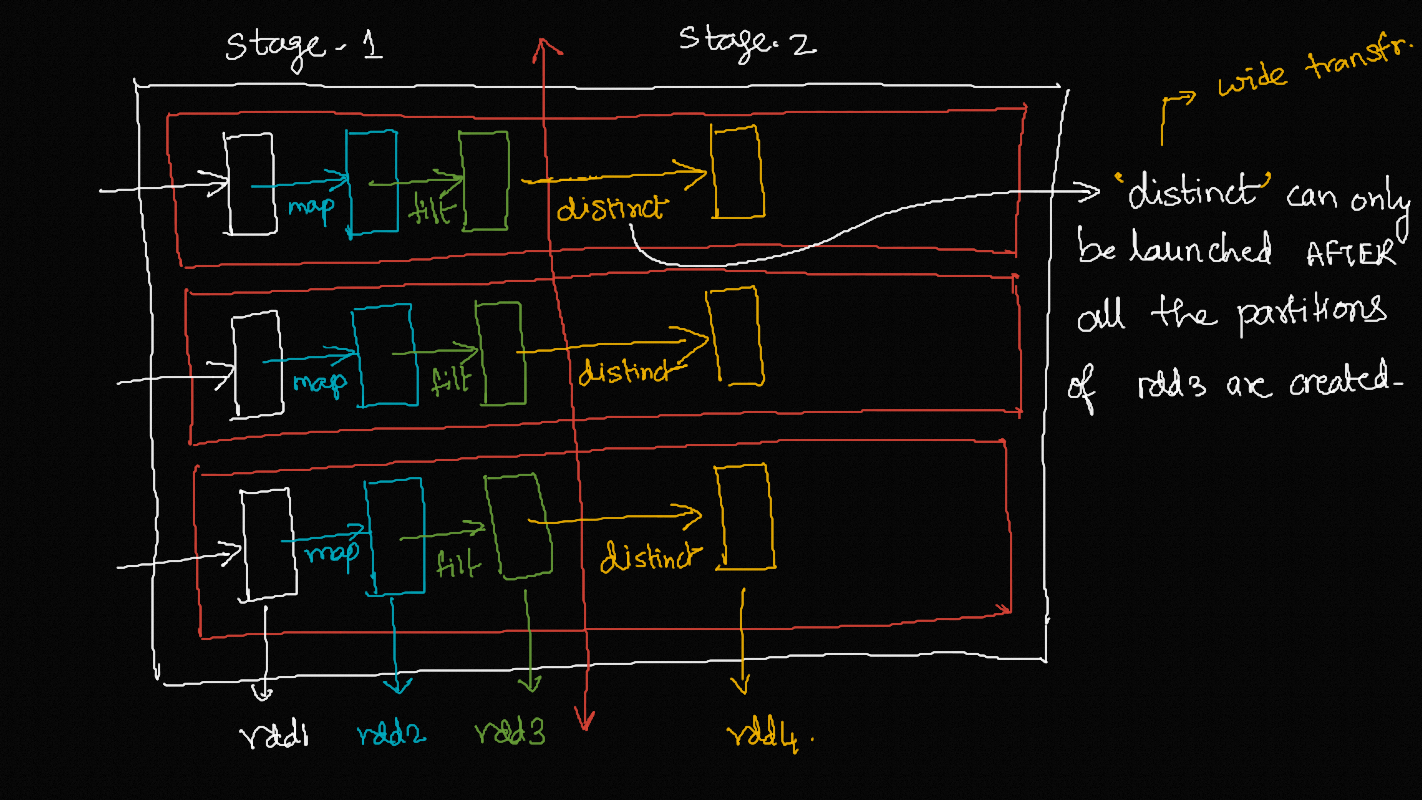 Stage - 1
Stage. 2
wide transfr.
map
filt
distinct
'distinct' can only
be launched AFTER
all the partitions
of rdd3 are created-
map
filt
distinct
map
filt
distinct
rdd1
rdd2
rdd3
rdd4.